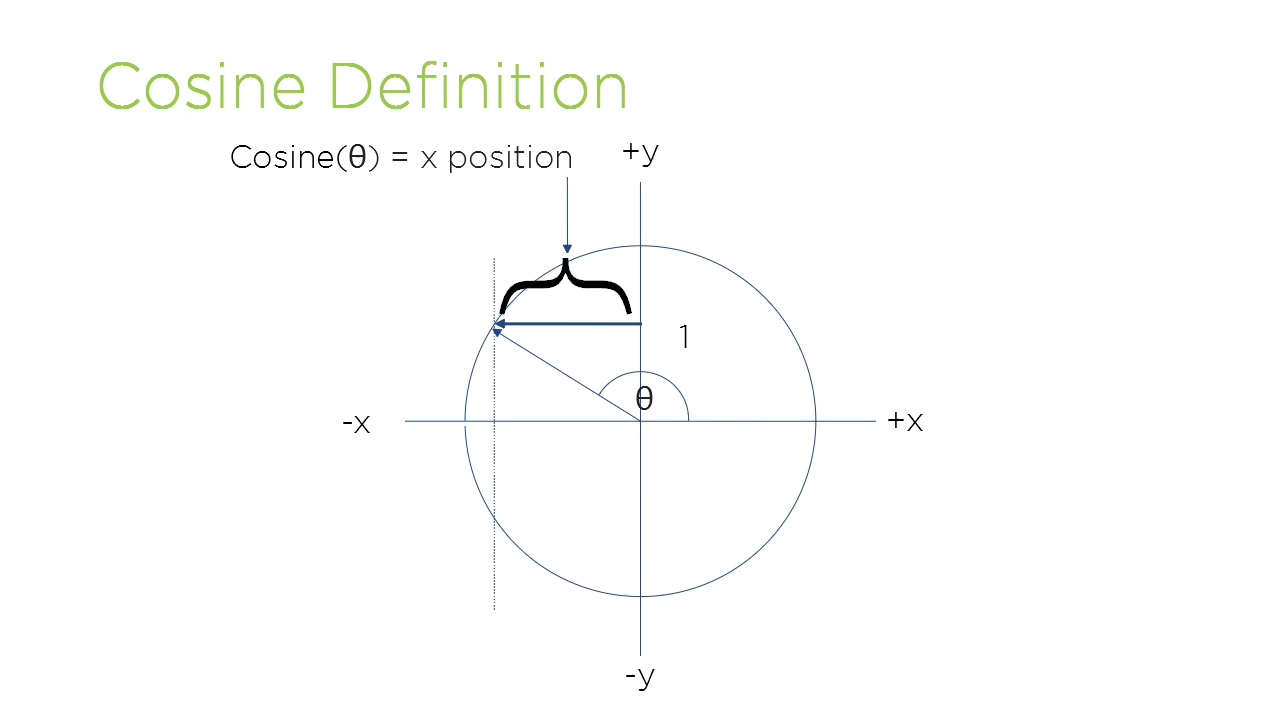 Cosine Definition
Cosine(θ) = x position
+y
1
θ
-x
+x
-y